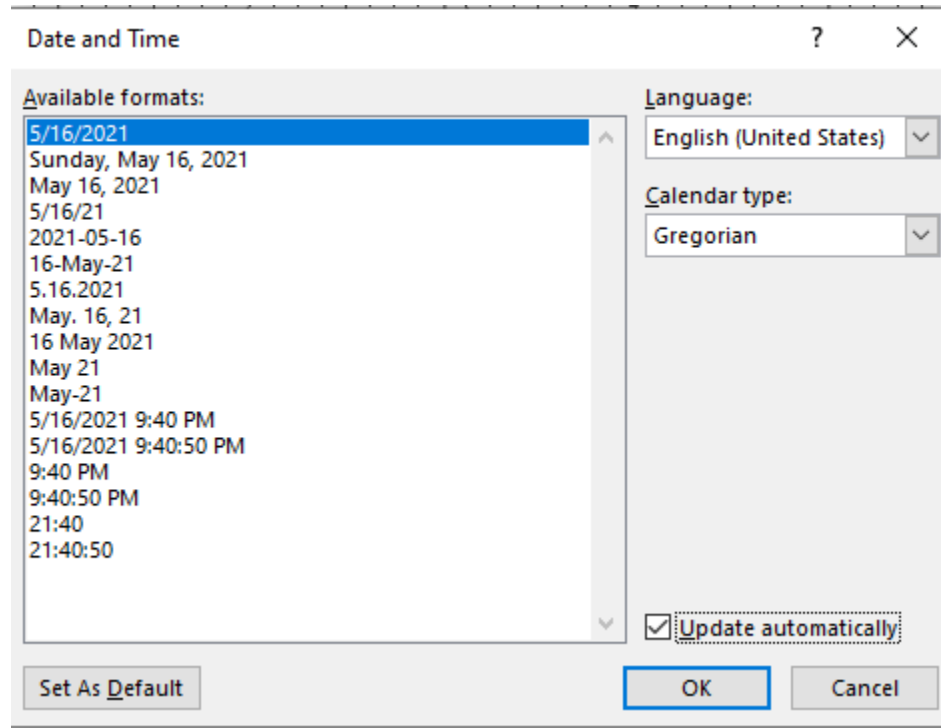 Date and Time
?
Available formats:
5/16/2021
Sunday, May 16, 2021
May 16, 2021
5/16/21
2021-05-16
16-May-21
5.16.2021
May. 16, 21
16 May 2021
May 21
May-21
5/16/2021 9:40 PM
5/16/2021 9:40:50 PM
9:40 PM
9:40:50 PM
21:40
21:40:50
Language:
English (United States)
Calendar type:
Gregorian
Update automatically
Set As Default
OK
Cancel